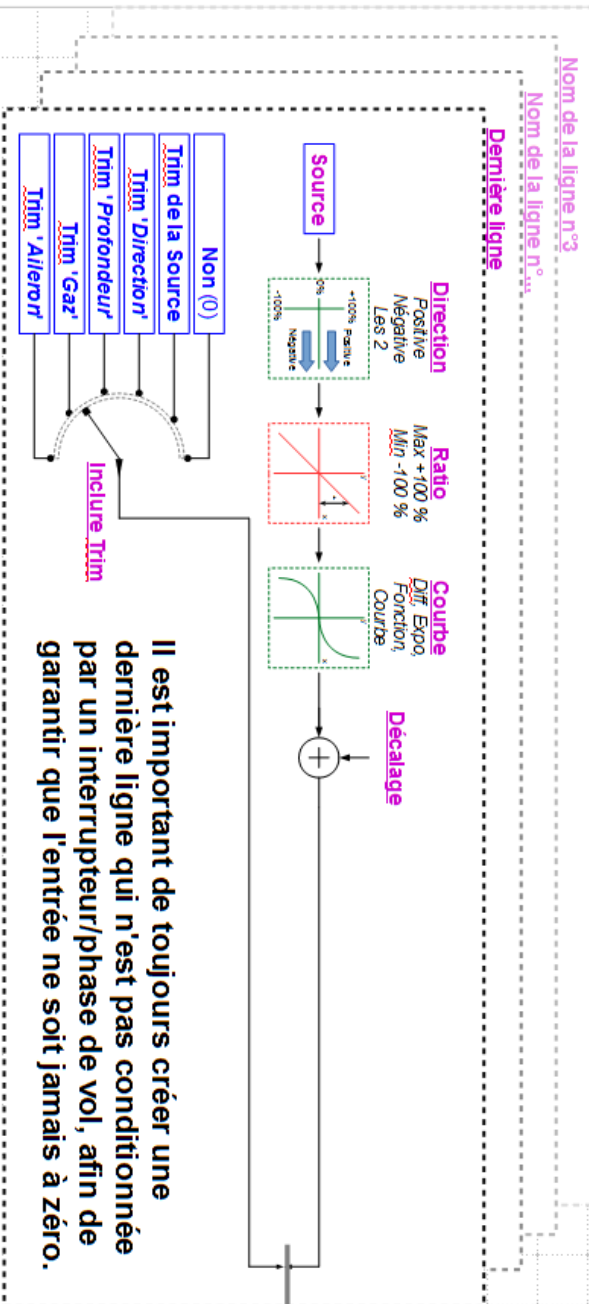 Nom de la ligne n°3
Nom de la ligne n°...
Dernière ligne
Source
Direction
Positive
Négative
Les 2
+100%
0%
-100%
Positive
Négative
Ratio
Max +100 %
Min -100 %
y
x
Courbe
Diff, Expo,
Fonction,
Courbe
y
x
Décalage
Non (0)
Trim de la Source
Trim 'Direction'
Trim 'Profondeur'
Trim 'Gaz'
Trim 'Aileron'
Inclure Trim
Il est important de toujours créer une
dernière ligne qui n'est pas conditionnée
par un interrupteur/phase de vol, afin de
garantir que l'entrée ne soit jamais à zéro.